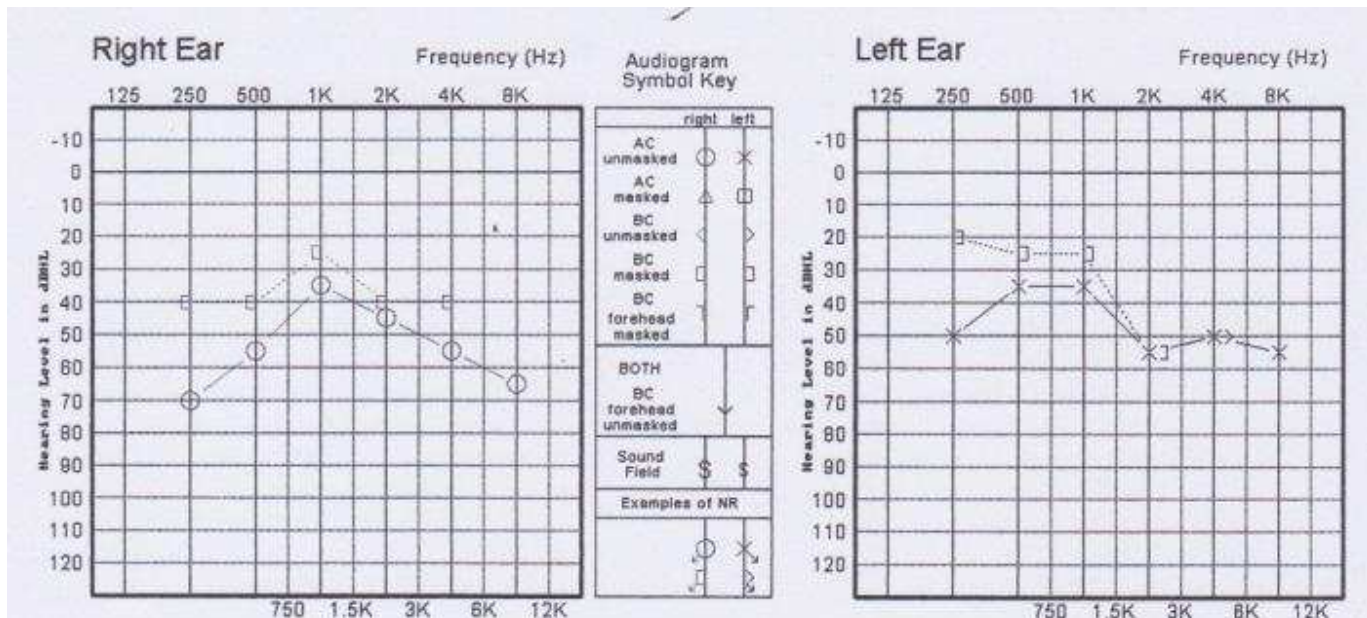 Right Ear
Frequency (Hz)
125 250 500 1K 2K 4K 8K
-10
0
10
20
30
40
50
60
70
80
90
100
110
120
Hearing Level in dBHL
750 1.5K 3K 6K 12K
Audiogram
Symbol Key
right left
AC
unmasked
AC
masked
BC
unmasked
BC
masked
BC
forehead
masked
BOTH
BC
forehead
unmasked
Sound
Field
S S
Examples of NR
Left Ear
Frequency (Hz)
125 250 500 1K 2K 4K 8K
-10
0
10
20
30
40
50
60
70
80
90
100
110
120
Hearing Level in dBHL
750 1.5K 3K 6K 12K